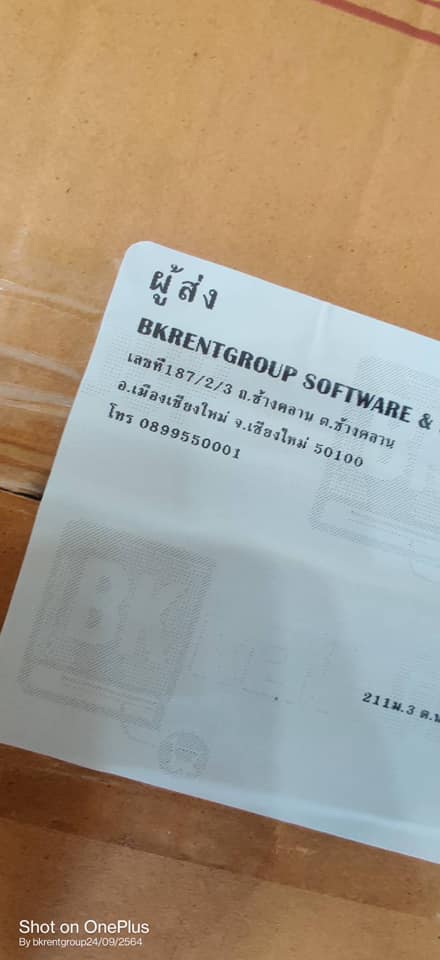 ผู้ส่ง
BKRENTGROUP SOFTWARE &
เลขที่187/2/3 ถ.ช้างคลาน ต.ช้างคลาน
อ.เมืองเชียงใหม่ จ.เชียงใหม่ 50100
โทร 0899550001
BK
211ม.3 ต.
Shot on OnePlus
By bkrentgroup24/09/2564